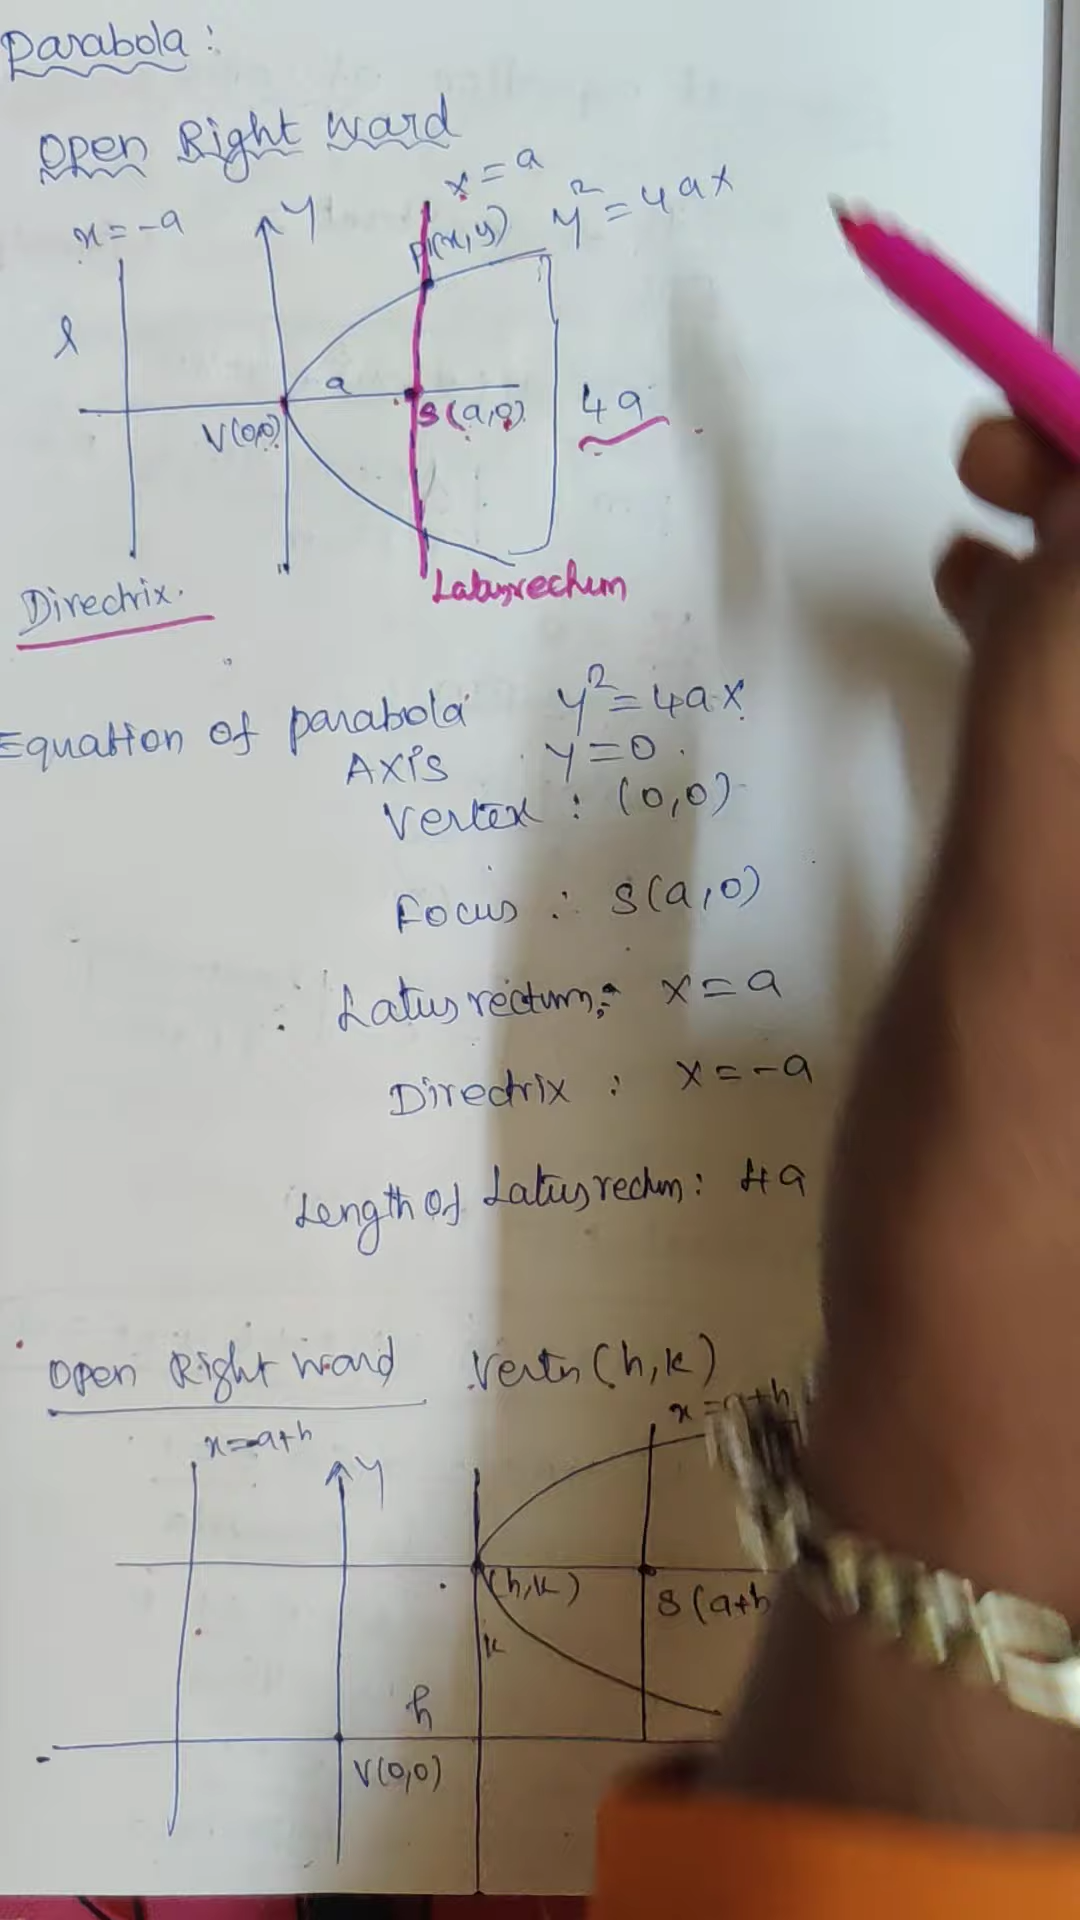 Parabola :
Open Right Ward
x = a
x = -a
y
P(x,y)
y² = 4ax
l
a
V(0,0)
S(a,0)
4a
Directrix.
Latusrectum
Equation of parabola y² = 4ax
AXIS y = 0
Vertex : (0,0)
Focus : S(a,0)
Latus rectum : x = a
Directrix : x = -a
Length of Latusrectum : 4a
Open Right Ward Vertx (h,k)
x = -a+h
y
(h,k)
S(a+h
k
h
V(0,0)